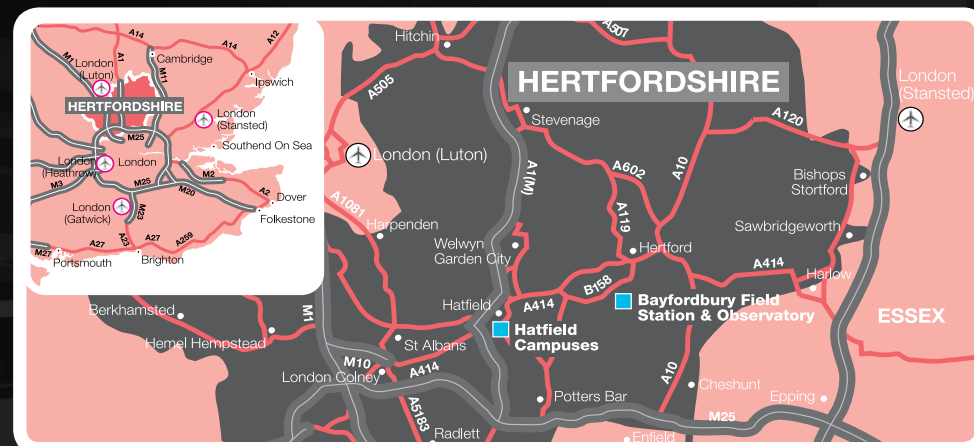 A14
A14
A12
A1
M1
M11
Cambridge
London
(Luton)
Ipswich
HERTFORDSHIRE
London
(Stansted)
M25
Southend On Sea
London
(Heathrow)
London
M3
M25
M2
M20
A2
Dover
London
(Gatwick)
M23
Folkestone
A23
A27
A27
A259
M27
Portsmouth
Brighton
Hitchin
A507
A505
HERTFORDSHIRE
London
(Stansted)
Stevenage
A120
London (Luton)
A1(M)
A602
A10
Bishops
Stortford
A1081
A119
Harpenden
Sawbridgeworth
Welwyn
Garden City
Hertford
A414
Harlow
B158
Berkhamsted
M1
Hatfield
A414
Bayfordbury Field
Station & Observatory
ESSEX
Hatfield
Campuses
Hemel Hempstead
St Albans
M10
London Colney
A414
A10
Cheshunt
A5183
Potters Bar
Epping
M25
Radlett
Enfield